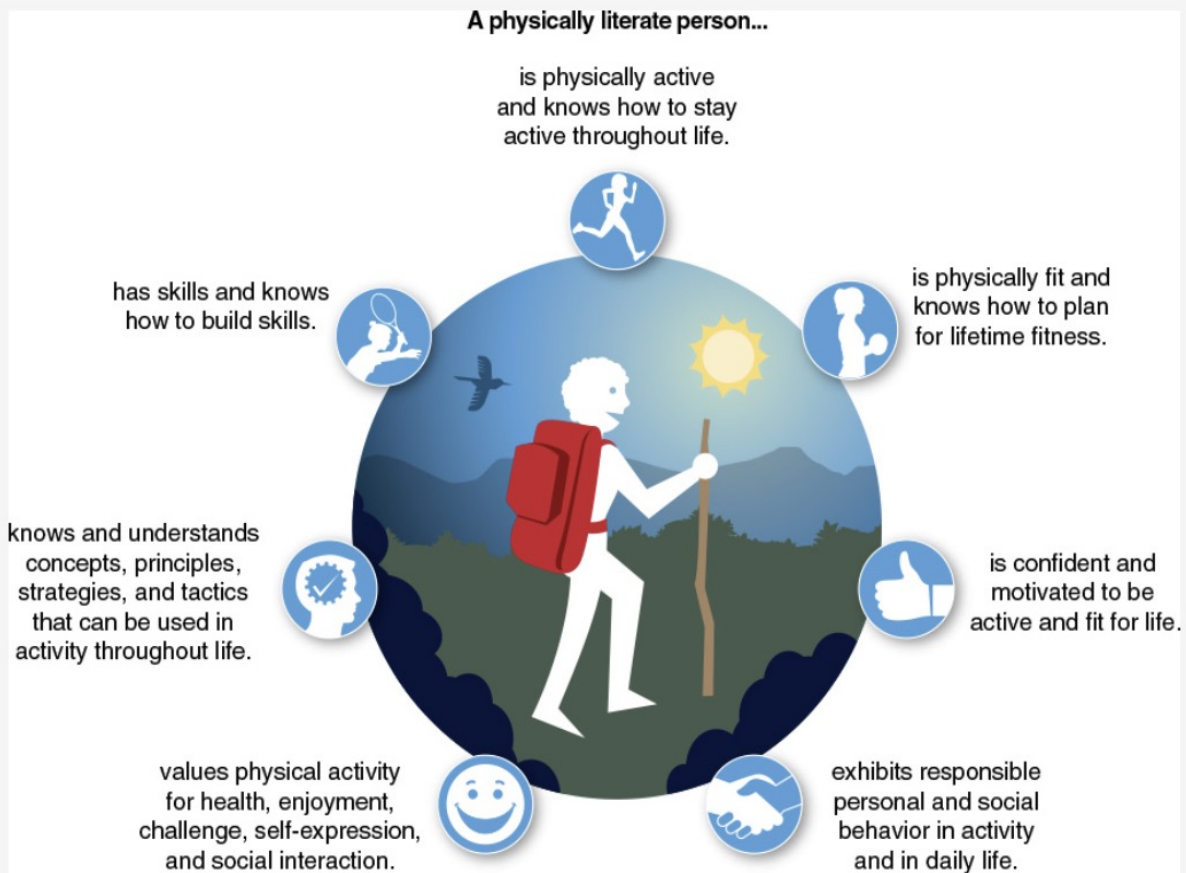 A physically literate person...
is physically active
and knows how to stay
active throughout life.
is physically fit and
knows how to plan
for lifetime fitness.
is confident and
motivated to be
active and fit for life.
exhibits responsible
personal and social
behavior in activity
and in daily life.
values physical activity
for health, enjoyment,
challenge, self-expression,
and social interaction.
knows and understands
concepts, principles,
strategies, and tactics
that can be used in
activity throughout life.
has skills and knows
how to build skills.